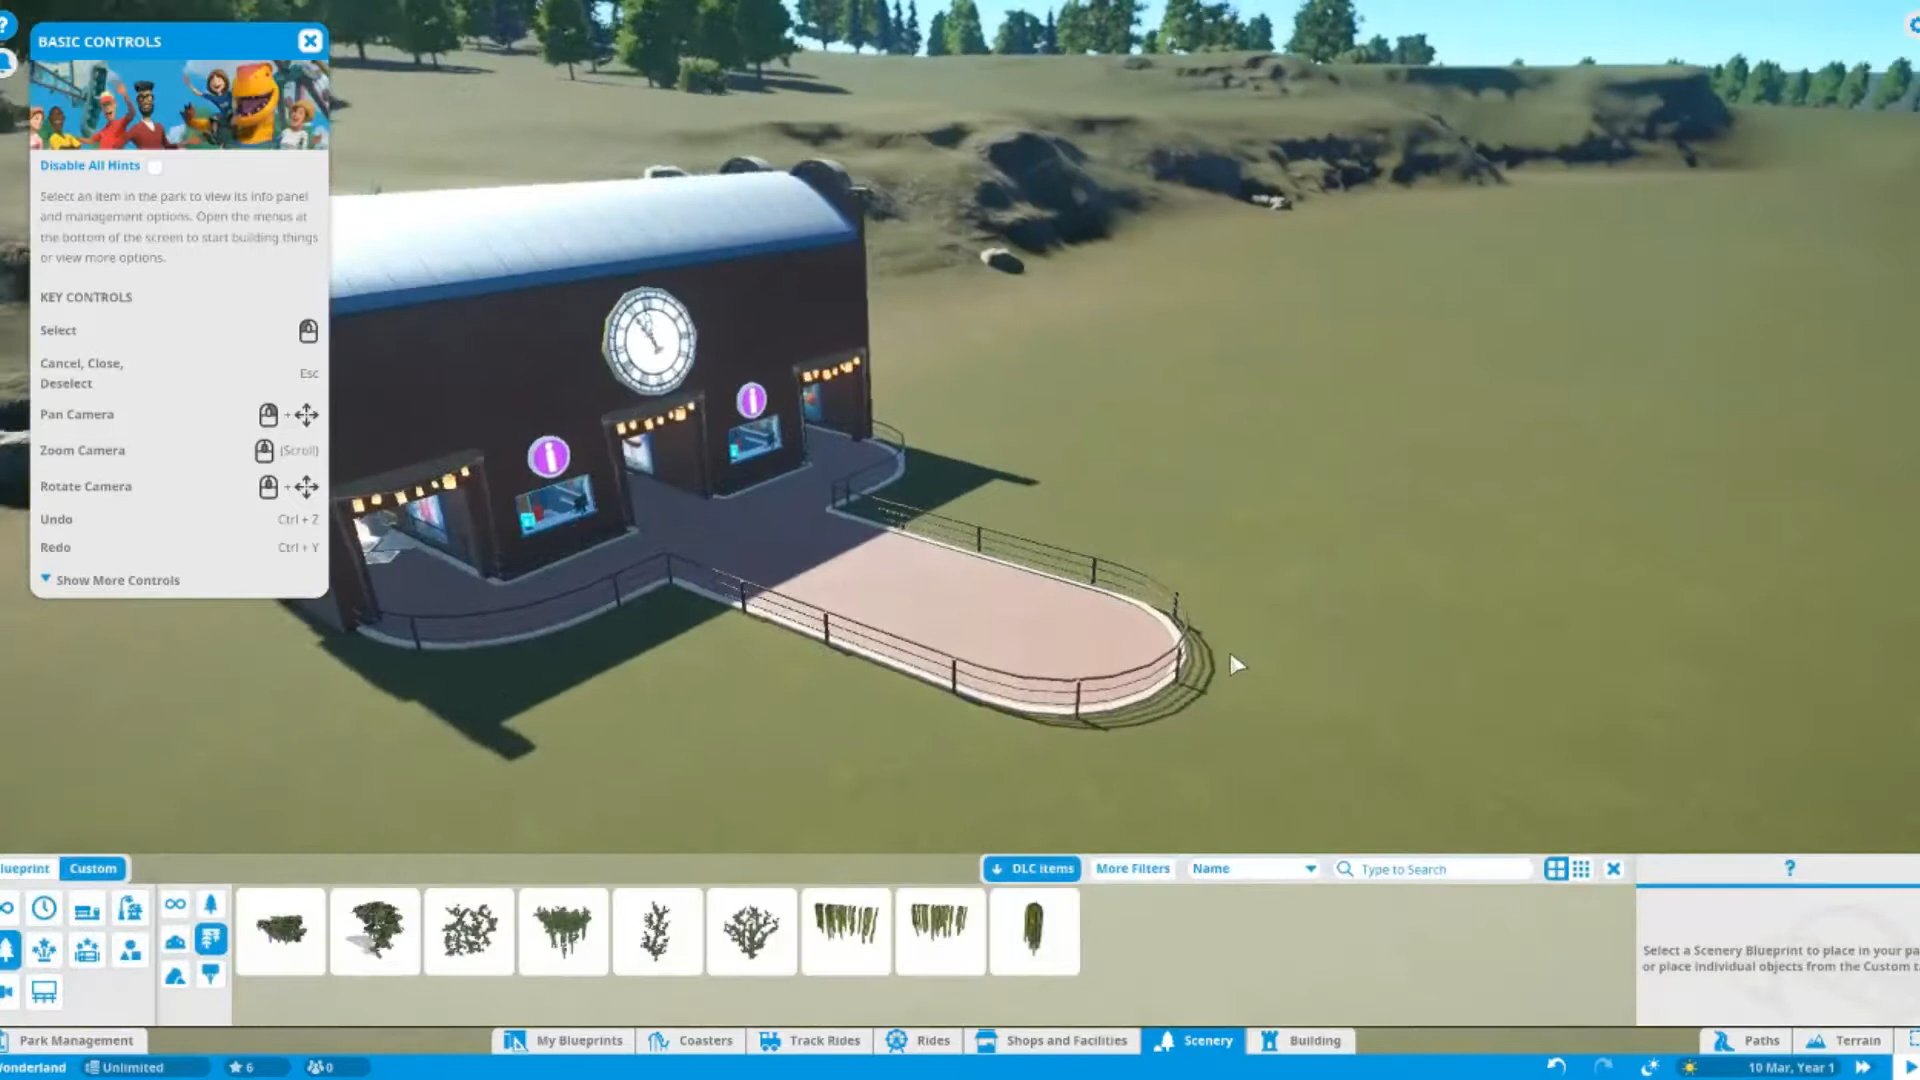 BASIC CONTROLS
Disable All Hints
Select an item in the park to view its info panel
and management options. Open the menus at
the bottom of the screen to start building things
or view more options.
KEY CONTROLS
Select
Cancel, Close,
Deselect
Esc
Pan Camera
+
Zoom Camera
(Scroll)
Rotate Camera
+
Undo
Ctrl + Z
Redo
Ctrl + Y
Show More Controls
i
i
lueprint
Custom
DLC Items
More Filters
Name
Type to Search
?
Select a Scenery Blueprint to place in your pa
or place individual objects from the Custom t
Park Management
My Blueprints
Coasters
Track Rides
Rides
Shops and Facilities
Scenery
Building
Paths
Terrain
onderland
Unlimited
6
0
10 Mar, Year 1